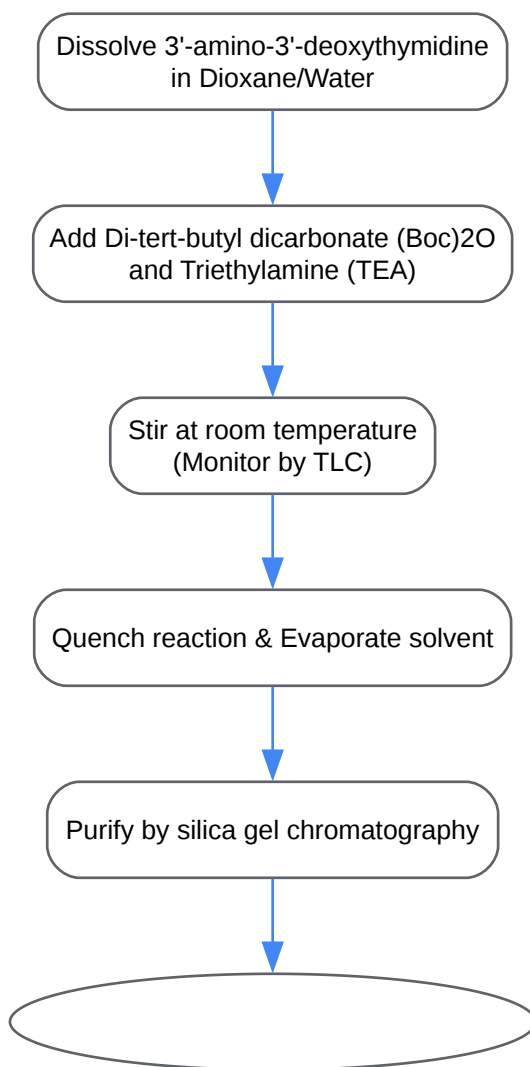 Dissolve 3'-amino-3'-deoxythymidine
in Dioxane/Water
Add Di-tert-butyl dicarbonate (Boc)2O
and Triethylamine (TEA)
Stir at room temperature
(Monitor by TLC)
Quench reaction & Evaporate solvent
Purify by silica gel chromatography